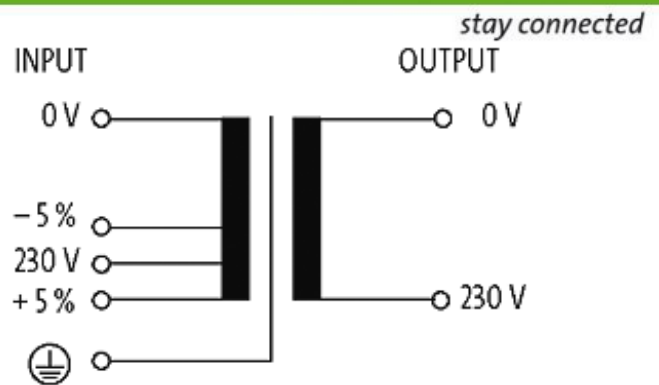 stay connected
INPUT OUTPUT
0 V 0 V
– 5 %
230 V
+ 5 % 230 V